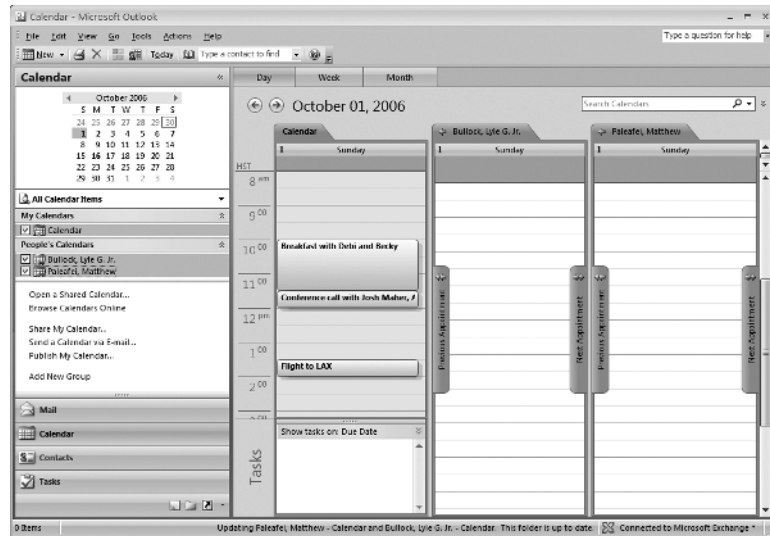 Calendar - Microsoft Outlook
File Edit View Go Tools Actions Help
Type a question for help
New Today Type a contact to find
Calendar «
Day Week Month
October 2006
S M T W T F S
24 25 26 27 28 29 30
1 2 3 4 5 6 7
8 9 10 11 12 13 14
15 16 17 18 19 20 21
22 23 24 25 26 27 28
29 30 31 1 2 3 4
October 01, 2006
Search Calendars
Calendar
Bullock, Lyle G. Jr.
Paleafei, Matthew
1 Sunday
1 Sunday
1 Sunday
HST
8 am
9 00
10 00
11 00
12 pm
1 00
2 00
Breakfast with Debi and Becky
Conference call with Josh Maher,
Flight to LAX
Previous Appointment
Next Appointment
Previous Appointment
Next Appointment
All Calendar Items
My Calendars
Calendar
People's Calendars
Bullock, Lyle G. Jr.
Paleafei, Matthew
Open a Shared Calendar...
Browse Calendars Online
Share My Calendar...
Send a Calendar via E-mail...
Publish My Calendar...
Add New Group
Mail
Calendar
Contacts
Tasks
Tasks
Show tasks on: Due Date
0 Items
Updating Paleafei, Matthew - Calendar and Bullock, Lyle G. Jr. - Calendar. This folder is up to date.
Connected to Microsoft Exchange